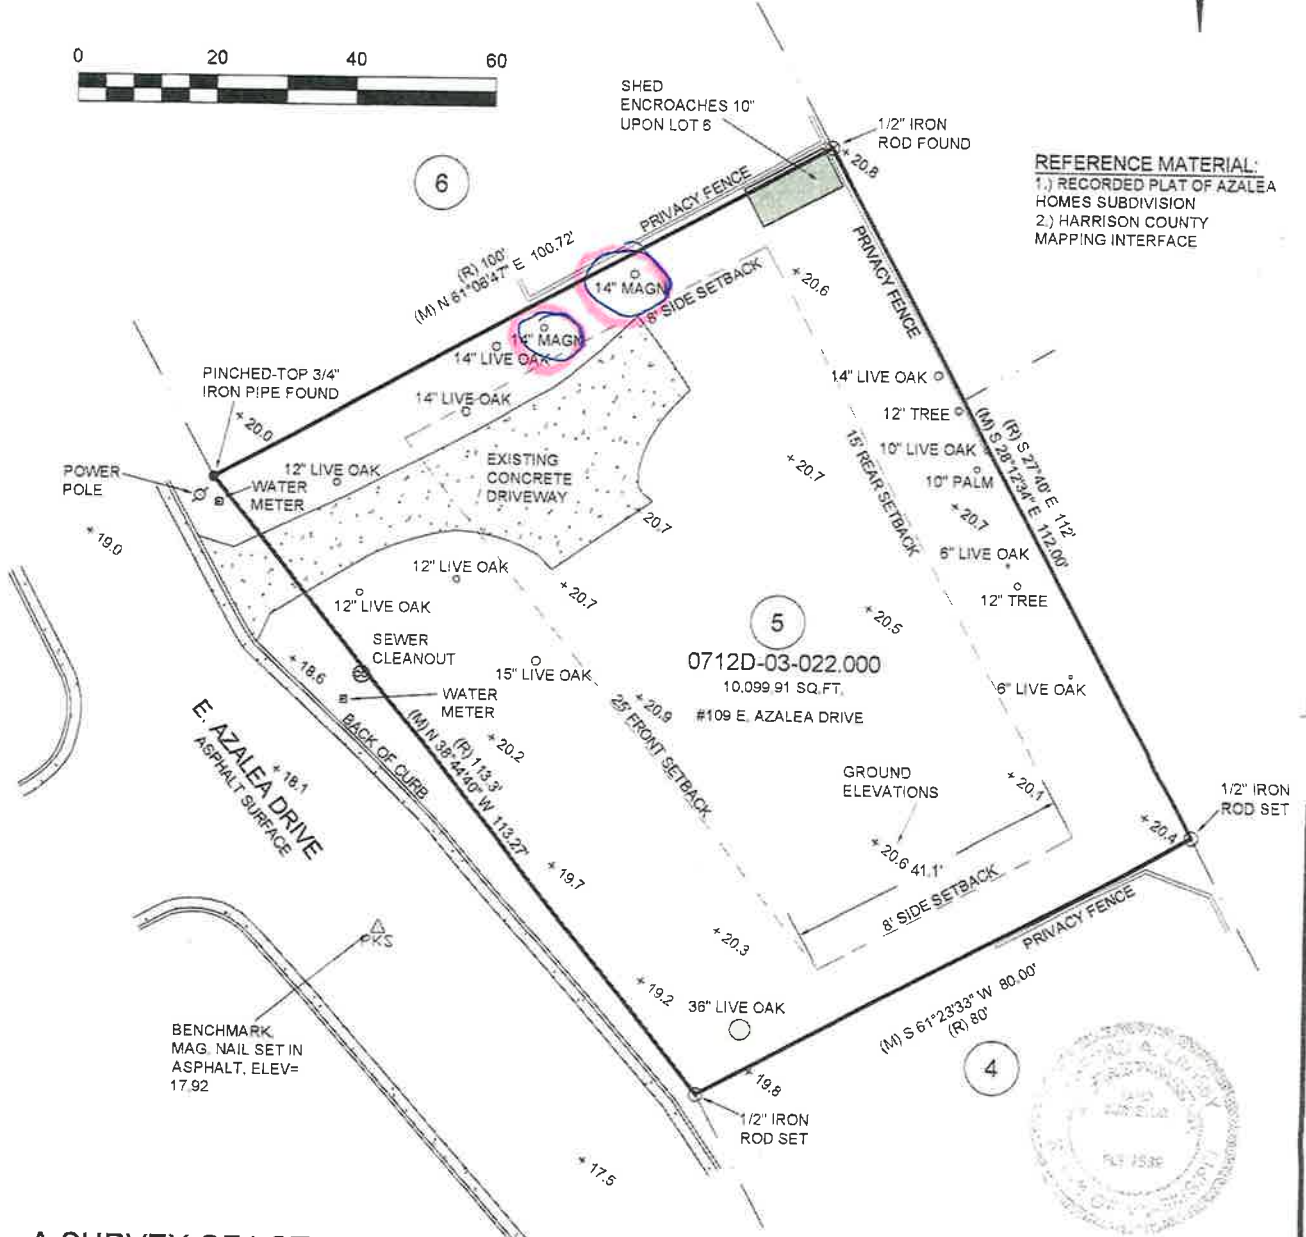 0 20 40 60
SHED
ENCROACHES 10"
UPON LOT 6
1/2" IRON
ROD FOUND
20.8
REFERENCE MATERIAL:
1.) RECORDED PLAT OF AZALEA
HOMES SUBDIVISION
2.) HARRISON COUNTY
MAPPING INTERFACE
6
PRIVACY FENCE
(R) 100'
(M) N 61°08'47" E 100.72'
PRIVACY FENCE
14" MAGN
8' SIDE SETBACK
20.6
14" MAGN
14" LIVE OAK
PINCHED-TOP 3/4"
IRON PIPE FOUND
14" LIVE OAK
20.0
14" LIVE OAK
12" TREE
(R) S 27°40' E 112'
(M) S 28°12'34" E 112.00'
10" LIVE OAK
10" PALM
15' REAR SETBACK
POWER
POLE
12" LIVE OAK
WATER
METER
EXISTING
CONCRETE
DRIVEWAY
20.7
20.7
20.7
19.0
6" LIVE OAK
12" TREE
12" LIVE OAK
12" LIVE OAK
20.7
20.5
5
0712D-03-022.000
10,099.91 SQ.FT.
#109 E. AZALEA DRIVE
SEWER
CLEANOUT
15" LIVE OAK
18.6
WATER
METER
6" LIVE OAK
20.9
25' FRONT SETBACK
20.2
(R) 113.3'
(M) N 38°44'40" W 113.27'
BACK OF CURB
E. AZALEA DRIVE
ASPHALT SURFACE
18.1
GROUND
ELEVATIONS
20.1
1/2" IRON
ROD SET
20.4
20.6
41.1'
8' SIDE SETBACK
19.7
PRIVACY FENCE
20.3
PKS
19.2
36" LIVE OAK
(M) S 61°23'33" W 80.00'
(R) 80'
BENCHMARK
MAG. NAIL SET IN
ASPHALT, ELEV=
17.92
4
19.8
1/2" IRON
ROD SET
17.5